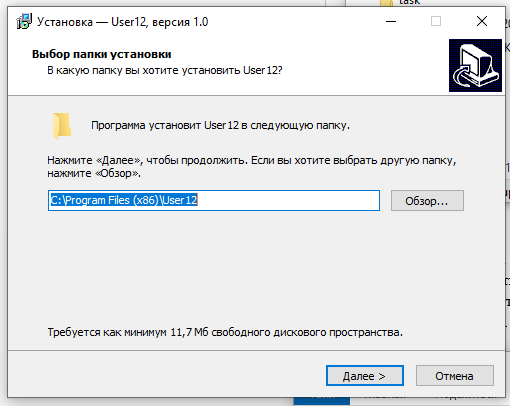 task
Установка — User12, версия 1.0
Выбор папки установки
В какую папку вы хотите установить User12?
Программа установит User12 в следующую папку.
Нажмите «Далее», чтобы продолжить. Если вы хотите выбрать другую папку,
нажмите «Обзор».
C:\Program Files (x86)\User12
Обзор...
Требуется как минимум 11,7 Мб свободного дискового пространства.
Далее >
Отмена